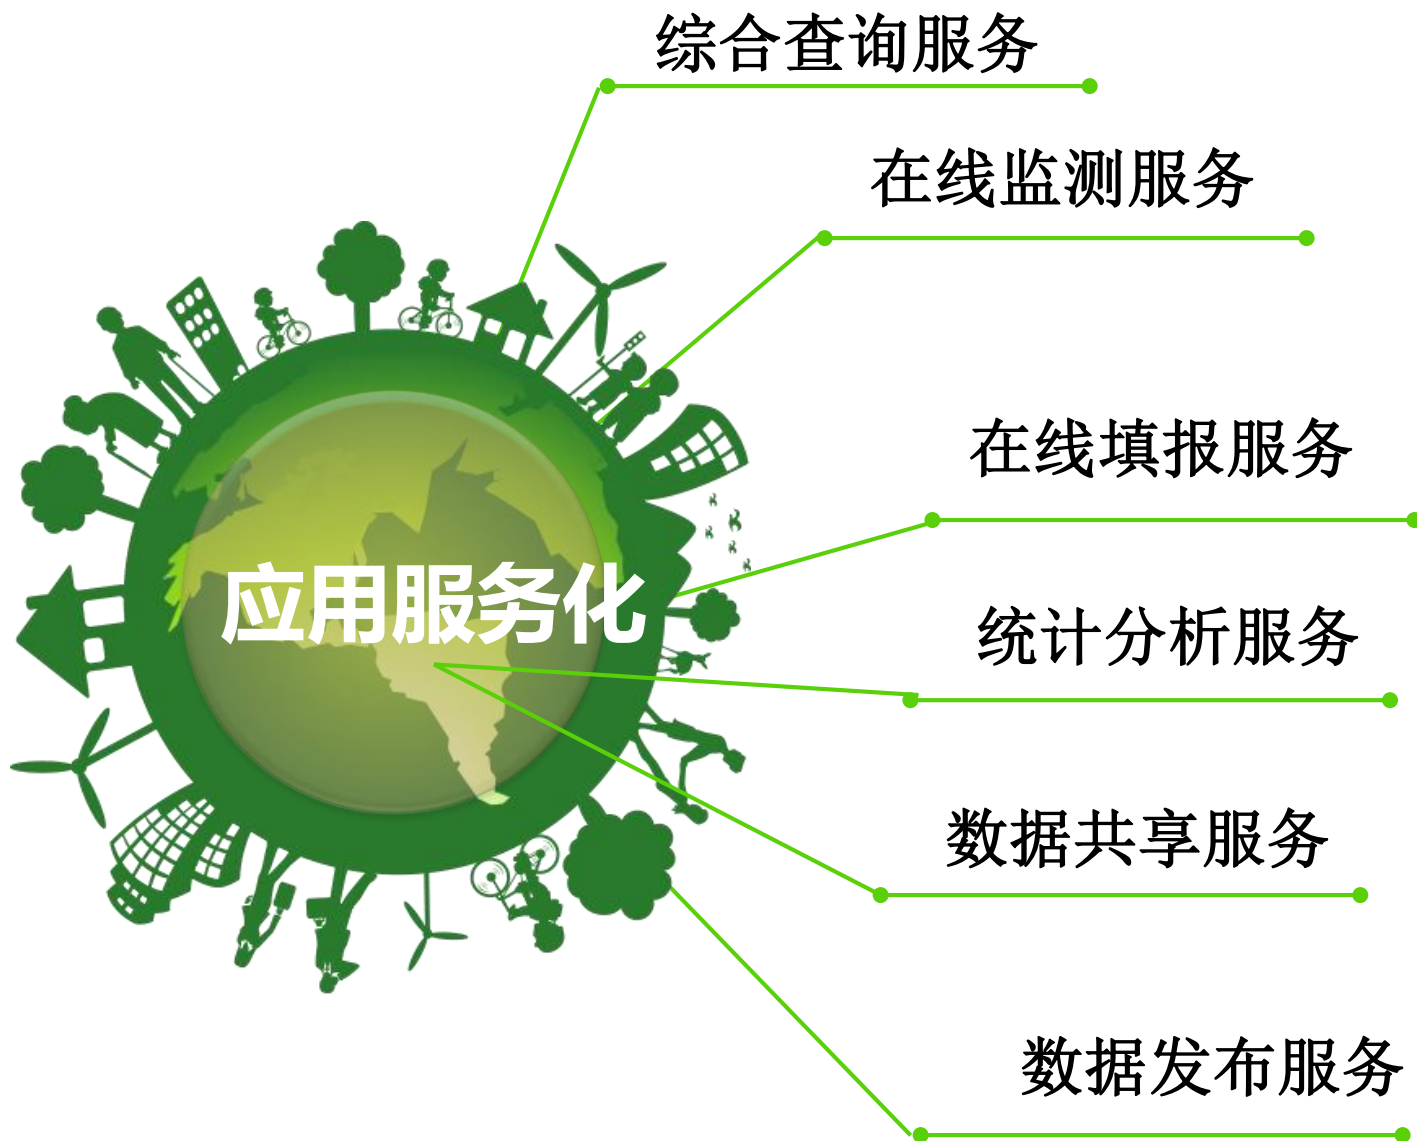 综合查询服务
在线监测服务
在线填报服务
应用服务化
统计分析服务
数据共享服务
数据发布服务